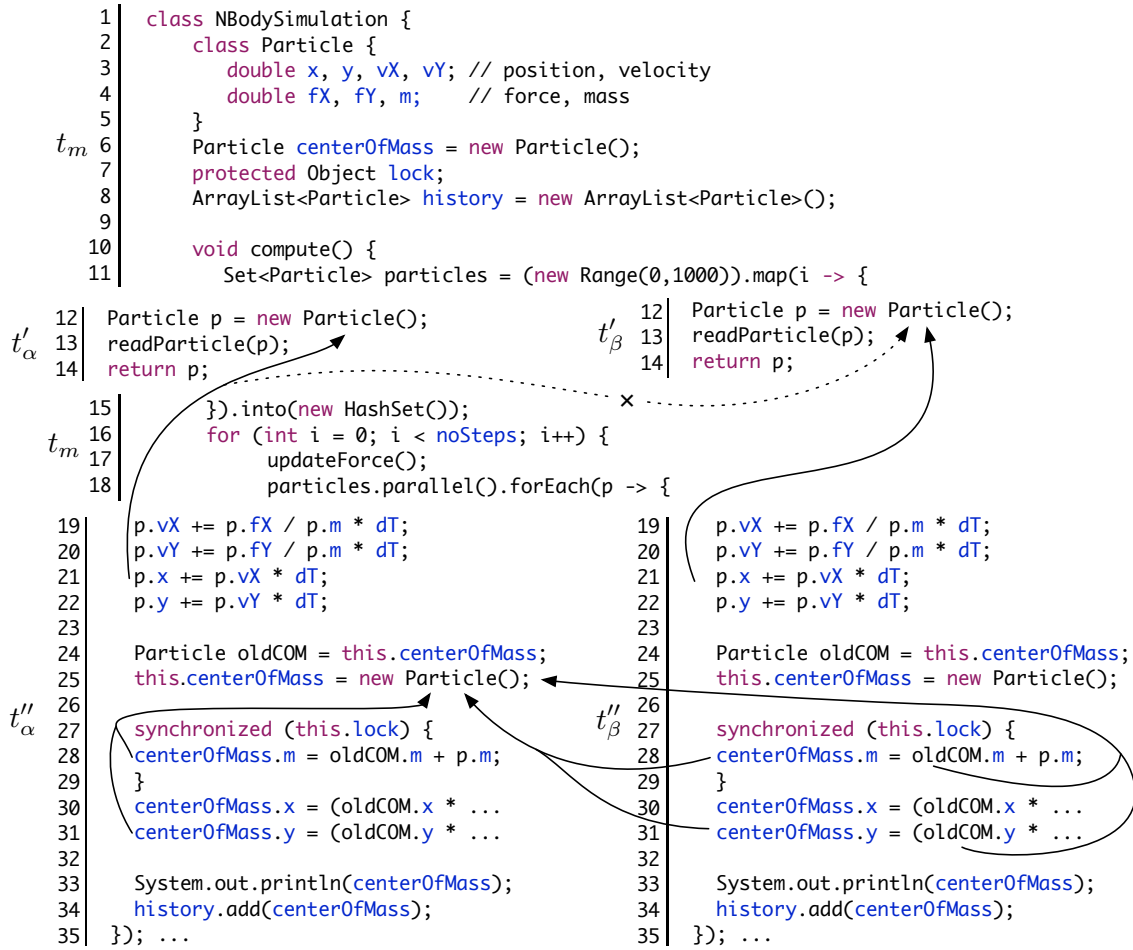 1 class NBodySimulation {
2 class Particle {
3 double x, y, vX, vY; // position, velocity
4 double fX, fY, m; // force, mass
5 }
tm 6 Particle centerOfMass = new Particle();
7 protected Object lock;
8 ArrayList<Particle> history = new ArrayList<Particle>();
9
10 void compute() {
11 Set<Particle> particles = (new Range(0,1000)).map(i -> {
12 Particle p = new Particle();
t′α 13 readParticle(p);
14 return p;
12 Particle p = new Particle();
t′β 13 readParticle(p);
14 return p;
×
15 }).into(new HashSet());
tm 16 for (int i = 0; i < noSteps; i++) {
17 updateForce();
18 particles.parallel().forEach(p -> {
19 p.vX += p.fX / p.m * dT;
20 p.vY += p.fY / p.m * dT;
21 p.x += p.vX * dT;
22 p.y += p.vY * dT;
23
24 Particle oldCOM = this.centerOfMass;
25 this.centerOfMass = new Particle();
26
t″α 27 synchronized (this.lock) {
28 centerOfMass.m = oldCOM.m + p.m;
29 }
30 centerOfMass.x = (oldCOM.x * ...
31 centerOfMass.y = (oldCOM.y * ...
32
33 System.out.println(centerOfMass);
34 history.add(centerOfMass);
35 }); ...
19 p.vX += p.fX / p.m * dT;
20 p.vY += p.fY / p.m * dT;
21 p.x += p.vX * dT;
22 p.y += p.vY * dT;
23
24 Particle oldCOM = this.centerOfMass;
25 this.centerOfMass = new Particle();
26
t″β 27 synchronized (this.lock) {
28 centerOfMass.m = oldCOM.m + p.m;
29 }
30 centerOfMass.x = (oldCOM.x * ...
31 centerOfMass.y = (oldCOM.y * ...
32
33 System.out.println(centerOfMass);
34 history.add(centerOfMass);
35 }); ...